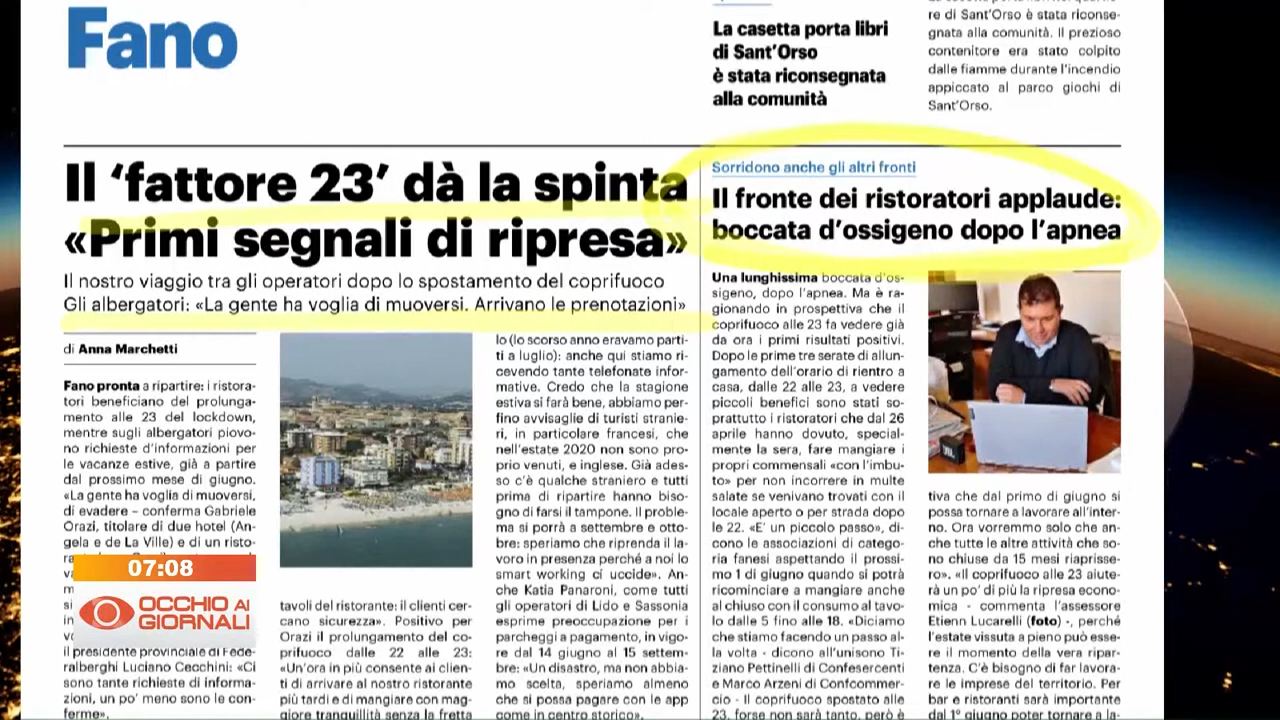 Fano
La casetta porta libri
di Sant'Orso
è stata riconsegnata
alla comunità
re di Sant'Orso è stata riconse-
gnata alla comunità. Il prezioso
contenitore era stato colpito
dalle fiamme durante l'incendio
appiccato al parco giochi di
Sant'Orso.
Il 'fattore 23' dà la spinta
«Primi segnali di ripresa»
Il nostro viaggio tra gli operatori dopo lo spostamento del coprifuoco
Gli albergatori: «La gente ha voglia di muoversi. Arrivano le prenotazioni»
di Anna Marchetti
Fano pronta a ripartire: i ristora-
tori beneficiano del prolunga-
mento alle 23 del lockdown,
mentre sugli albergatori piovo-
no richieste d'informazioni per
le vacanze estive, già a partire
dal prossimo mese di giugno.
«La gente ha voglia di muoversi,
di evadere – conferma Gabriele
Orazi, titolare di due hotel (An-
gela e de La Ville) e di un risto-
il presidente provinciale di Fede-
ralberghi Luciano Cecchini: «Ci
sono tante richieste di informa-
zioni, un po' meno sono le con-
ferme».
tavoli del ristorante: il clienti cer-
cano sicurezza». Positivo per
Orazi il prolungamento del co-
prifuoco dalle 22 alle 23:
«Un'ora in più consente ai clien-
ti di arrivare al nostro ristorante
più tardi e di mangiare con mag-
giore tranquillità senza la fretta
lo (lo scorso anno eravamo parti-
ti a luglio): anche qui stiamo ri-
cevendo tante telefonate infor-
mative. Credo che la stagione
estiva si farà bene, abbiamo per-
fino avvisaglie di turisti stranie-
ri, in particolare francesi, che
nell'estate 2020 non sono pro-
prio venuti, e inglese. Già ades-
so c'è qualche straniero e tutti
prima di ripartire hanno biso-
gno di farsi il tampone. Il proble-
ma si porrà a settembre e otto-
bre: speriamo che riprenda il la-
voro in presenza perché a noi lo
smart working ci uccide». An-
che Katia Panaroni, come tutti
gli operatori di Lido e Sassonia
esprime preoccupazione per i
parcheggi a pagamento, in vigo-
re dal 14 giugno al 15 settem-
bre: «Un disastro, ma non abbia-
mo scelta, speriamo almeno
che si possa pagare con le app
come in centro storico».
Sorridono anche gli altri fronti
Il fronte dei ristoratori applaude:
boccata d'ossigeno dopo l'apnea
Una lunghissima boccata d'os-
sigeno, dopo l'apnea. Ma è ra-
gionando in prospettiva che il
coprifuoco alle 23 fa vedere già
da ora i primi risultati positivi.
Dopo le prime tre serate di allun-
gamento dell'orario di rientro a
casa, dalle 22 alle 23, a vedere
piccoli benefici sono stati so-
prattutto i ristoratori che dal 26
aprile hanno dovuto, special-
mente la sera, fare mangiare i
propri commensali «con l'imbu-
to» per non incorrere in multe
salate se venivano trovati con il
locale aperto o per strada dopo
le 22. «E' un piccolo passo», di-
cono le associazioni di catego-
ria fanesi aspettando il prossi-
mo 1 di giugno quando si potrà
ricominciare a mangiare anche
al chiuso con il consumo al tavo-
lo dalle 5 fino alle 18. «Diciamo
che stiamo facendo un passo al-
la volta - dicono all'unisono Ti-
ziano Pettinelli di Confesercenti
e Marco Arzeni di Confcommer-
cio - Il coprifuoco spostato alle
23, forse non sarà tanto, però è
tiva che dal primo di giugno si
possa tornare a lavorare all'inter-
no. Ora vorremmo solo che an-
che tutte le altre attività che so-
no chiuse da 15 mesi riaprisse-
ro». «Il coprifuoco alle 23 aiute-
rà un po' di più la ripresa econo-
mica - commenta l'assessore
Etienn Lucarelli (foto) -, perché
l'estate vissuta a pieno può esse-
re il momento della vera ripar-
tenza. C'è bisogno di far lavora-
re le imprese del territorio. Per
bar e ristoranti sarà importante
dal 1° giugno poter tornare a la-
07:08
OCCHIO AI
GIORNALI